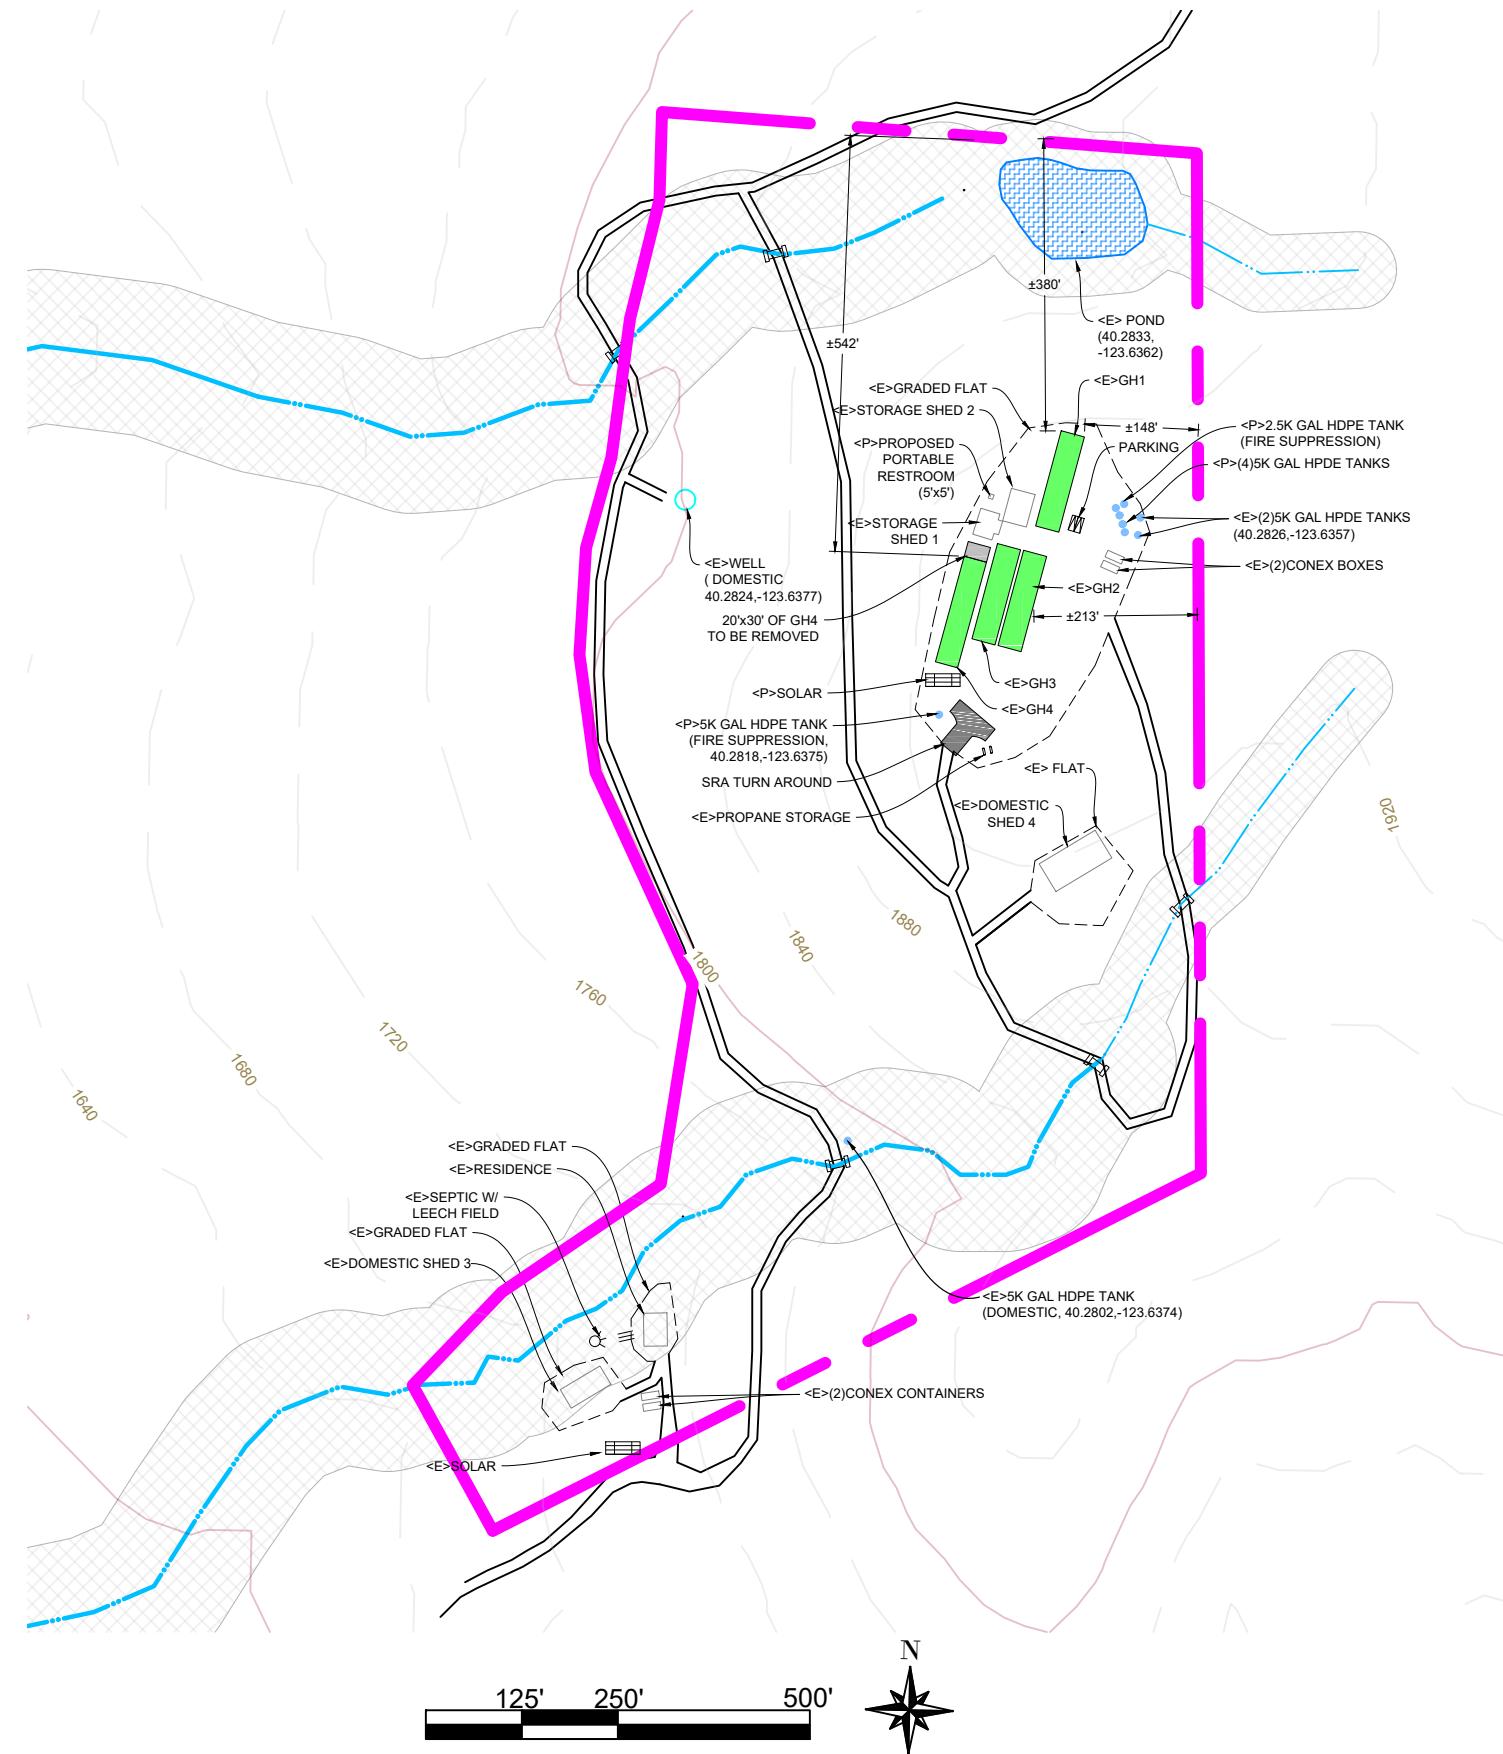 ±380'
<E> POND
(40.2833,
-123.6362)
±542'
<E>GH1
<E>GRADED FLAT
<E>STORAGE SHED 2
±148'
<P>2.5K GAL HDPE TANK
(FIRE SUPPRESSION)
PARKING
<P>PROPOSED
PORTABLE
RESTROOM
(5'x5')
<P>(4)5K GAL HPDE TANKS
<E>STORAGE
SHED 1
<E>(2)5K GAL HPDE TANKS
(40.2826,-123.6357)
<E>WELL
( DOMESTIC
40.2824,-123.6377)
<E>(2)CONEX BOXES
<E>GH2
20'x30' OF GH4
TO BE REMOVED
±213'
<P>SOLAR
<E>GH3
<E>GH4
<P>5K GAL HDPE TANK
(FIRE SUPPRESSION,
40.2818,-123.6375)
SRA TURN AROUND
<E> FLAT
<E>PROPANE STORAGE
<E>DOMESTIC
SHED 4
1920
1880
1840
1800
1760
1720
1680
1640
<E>GRADED FLAT
<E>RESIDENCE
<E>SEPTIC W/
LEECH FIELD
<E>GRADED FLAT
<E>DOMESTIC SHED 3
<E>5K GAL HDPE TANK
(DOMESTIC, 40.2802,-123.6374)
<E>(2)CONEX CONTAINERS
<E>SOLAR
N
125'
250'
500'